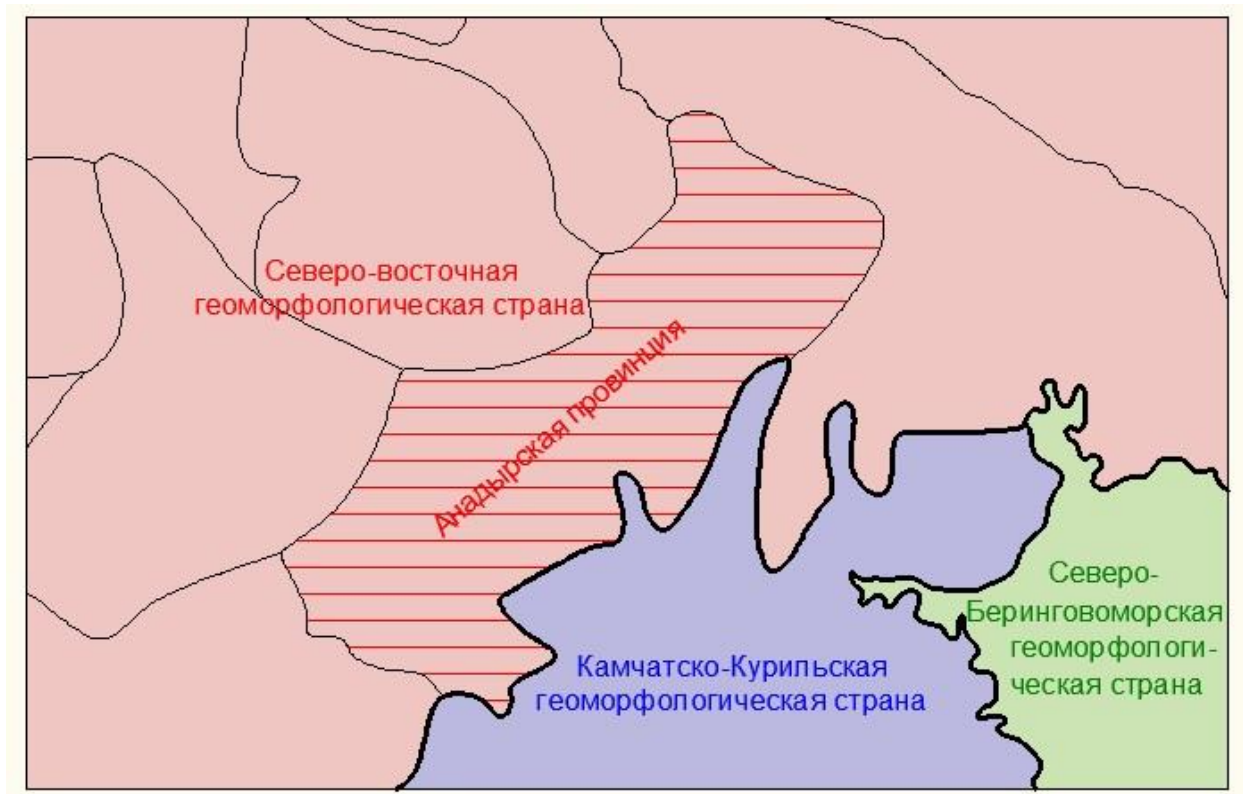 Северо-восточная
геоморфологическая страна
Анадырская провинция
Северо-
Беринговоморская
геоморфологи-
ческая страна
Камчатско-Курильская
геоморфологическая страна